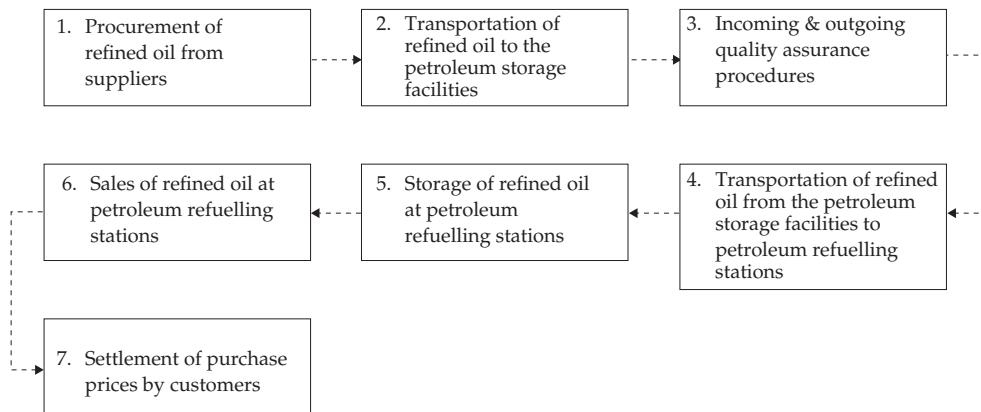 1. Procurement of
refined oil from
suppliers
2. Transportation of
refined oil to the
petroleum storage
facilities
3. Incoming & outgoing
quality assurance
procedures
4. Transportation of refined
oil from the petroleum
storage facilities to
petroleum refuelling
stations
5. Storage of refined oil
at petroleum
refuelling stations
6. Sales of refined oil at
petroleum refuelling
stations
7. Settlement of purchase
prices by customers